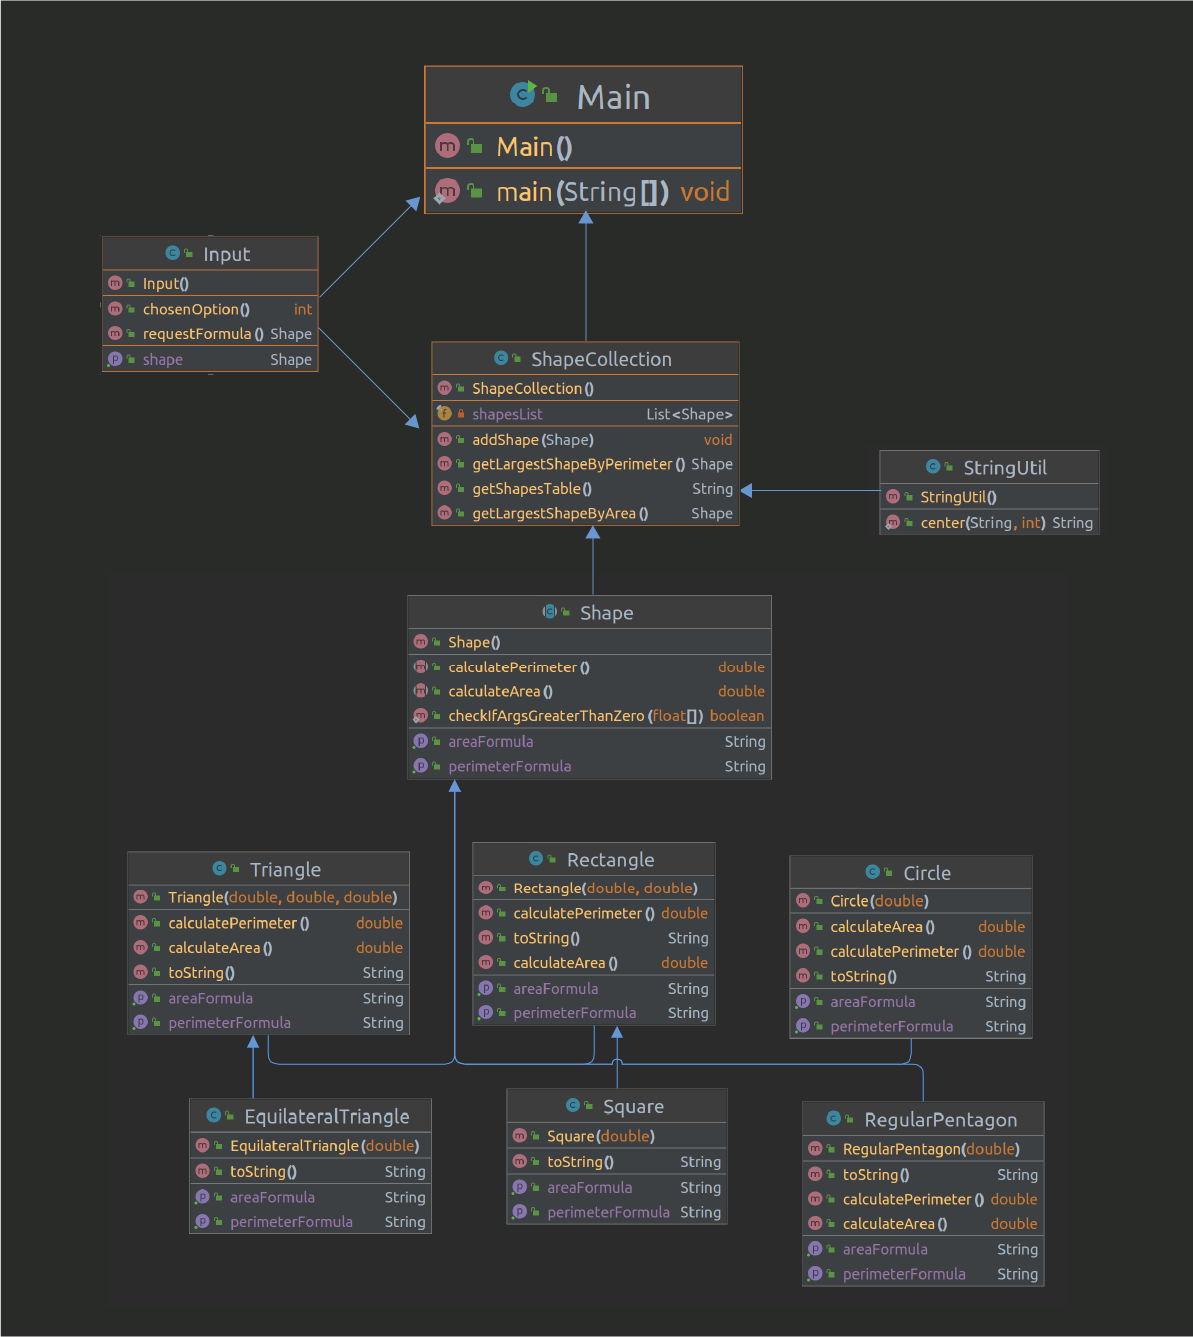 Main
Main()
main(String[]) void
Input
Input()
chosenOption() int
requestFormula() Shape
shape Shape
ShapeCollection
ShapeCollection()
shapesList List<Shape>
addShape(Shape) void
getLargestShapeByPerimeter() Shape
getShapesTable() String
getLargestShapeByArea() Shape
StringUtil
StringUtil()
center(String, int) String
Shape
Shape()
calculatePerimeter() double
calculateArea() double
checkIfArgsGreaterThanZero(float[]) boolean
areaFormula String
perimeterFormula String
Triangle
Triangle(double, double, double)
calculatePerimeter() double
calculateArea() double
toString() String
areaFormula String
perimeterFormula String
Rectangle
Rectangle(double, double)
calculatePerimeter() double
toString() String
calculateArea() double
areaFormula String
perimeterFormula String
Circle
Circle(double)
calculateArea() double
calculatePerimeter() double
toString() String
areaFormula String
perimeterFormula String
EquilateralTriangle
EquilateralTriangle(double)
toString() String
areaFormula String
perimeterFormula String
Square
Square(double)
toString() String
areaFormula String
perimeterFormula String
RegularPentagon
RegularPentagon(double)
toString() String
calculatePerimeter() double
calculateArea() double
areaFormula String
perimeterFormula String